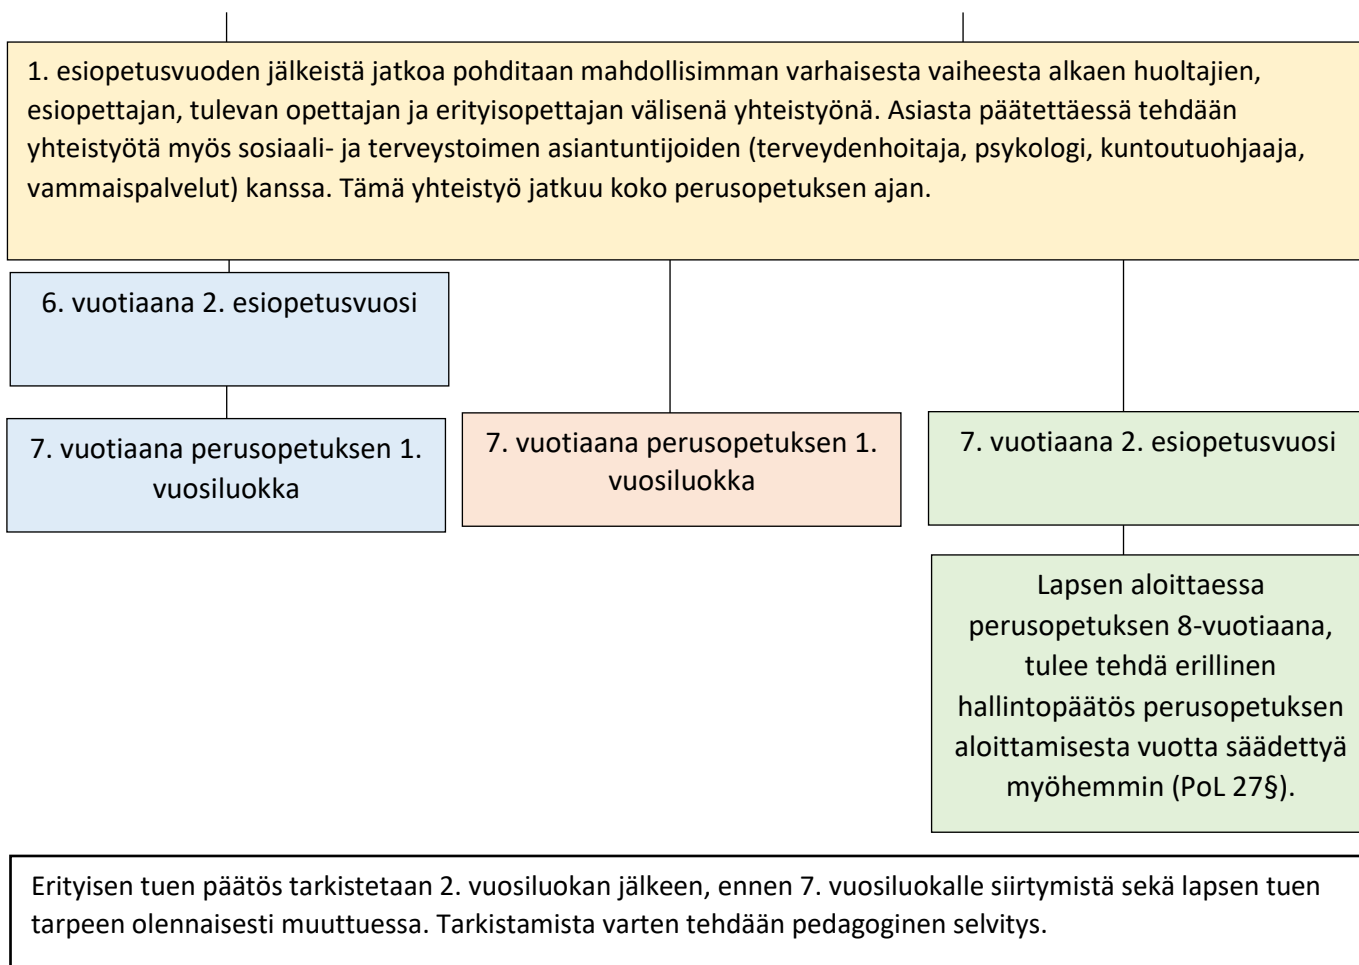 1. esiopetusvuoden jälkeistä jatkoa pohditaan mahdollisimman varhaisesta vaiheesta alkaen huoltajien,
esiopettajan, tulevan opettajan ja erityisopettajan välisenä yhteistyönä. Asiasta päätettäessä tehdään
yhteistyötä myös sosiaali- ja terveystoimen asiantuntijoiden (terveydenhoitaja, psykologi, kuntoutuohjaaja,
vammaispalvelut) kanssa. Tämä yhteistyö jatkuu koko perusopetuksen ajan.
6. vuotiaana 2. esiopetusvuosi
7. vuotiaana perusopetuksen 1.
vuosiluokka
7. vuotiaana perusopetuksen 1.
vuosiluokka
7. vuotiaana 2. esiopetusvuosi
Lapsen aloittaessa
perusopetuksen 8-vuotiaana,
tulee tehdä erillinen
hallintopäätös perusopetuksen
aloittamisesta vuotta säädettyä
myöhemmin (PoL 27§).
Erityisen tuen päätös tarkistetaan 2. vuosiluokan jälkeen, ennen 7. vuosiluokalle siirtymistä sekä lapsen tuen
tarpeen olennaisesti muuttuessa. Tarkistamista varten tehdään pedagoginen selvitys.